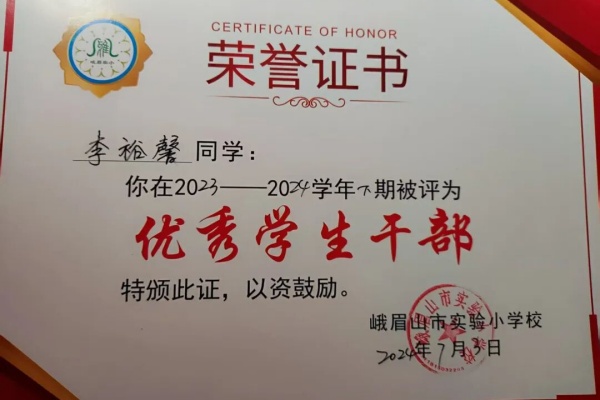 CERTIFICATE OF HONOR
荣誉证书
李裕馨 同学：
你在2023——2024学年下期被评为
优秀学生干部
特颁此证，以资鼓励。
峨眉山市实验小学校
2024年7月3日